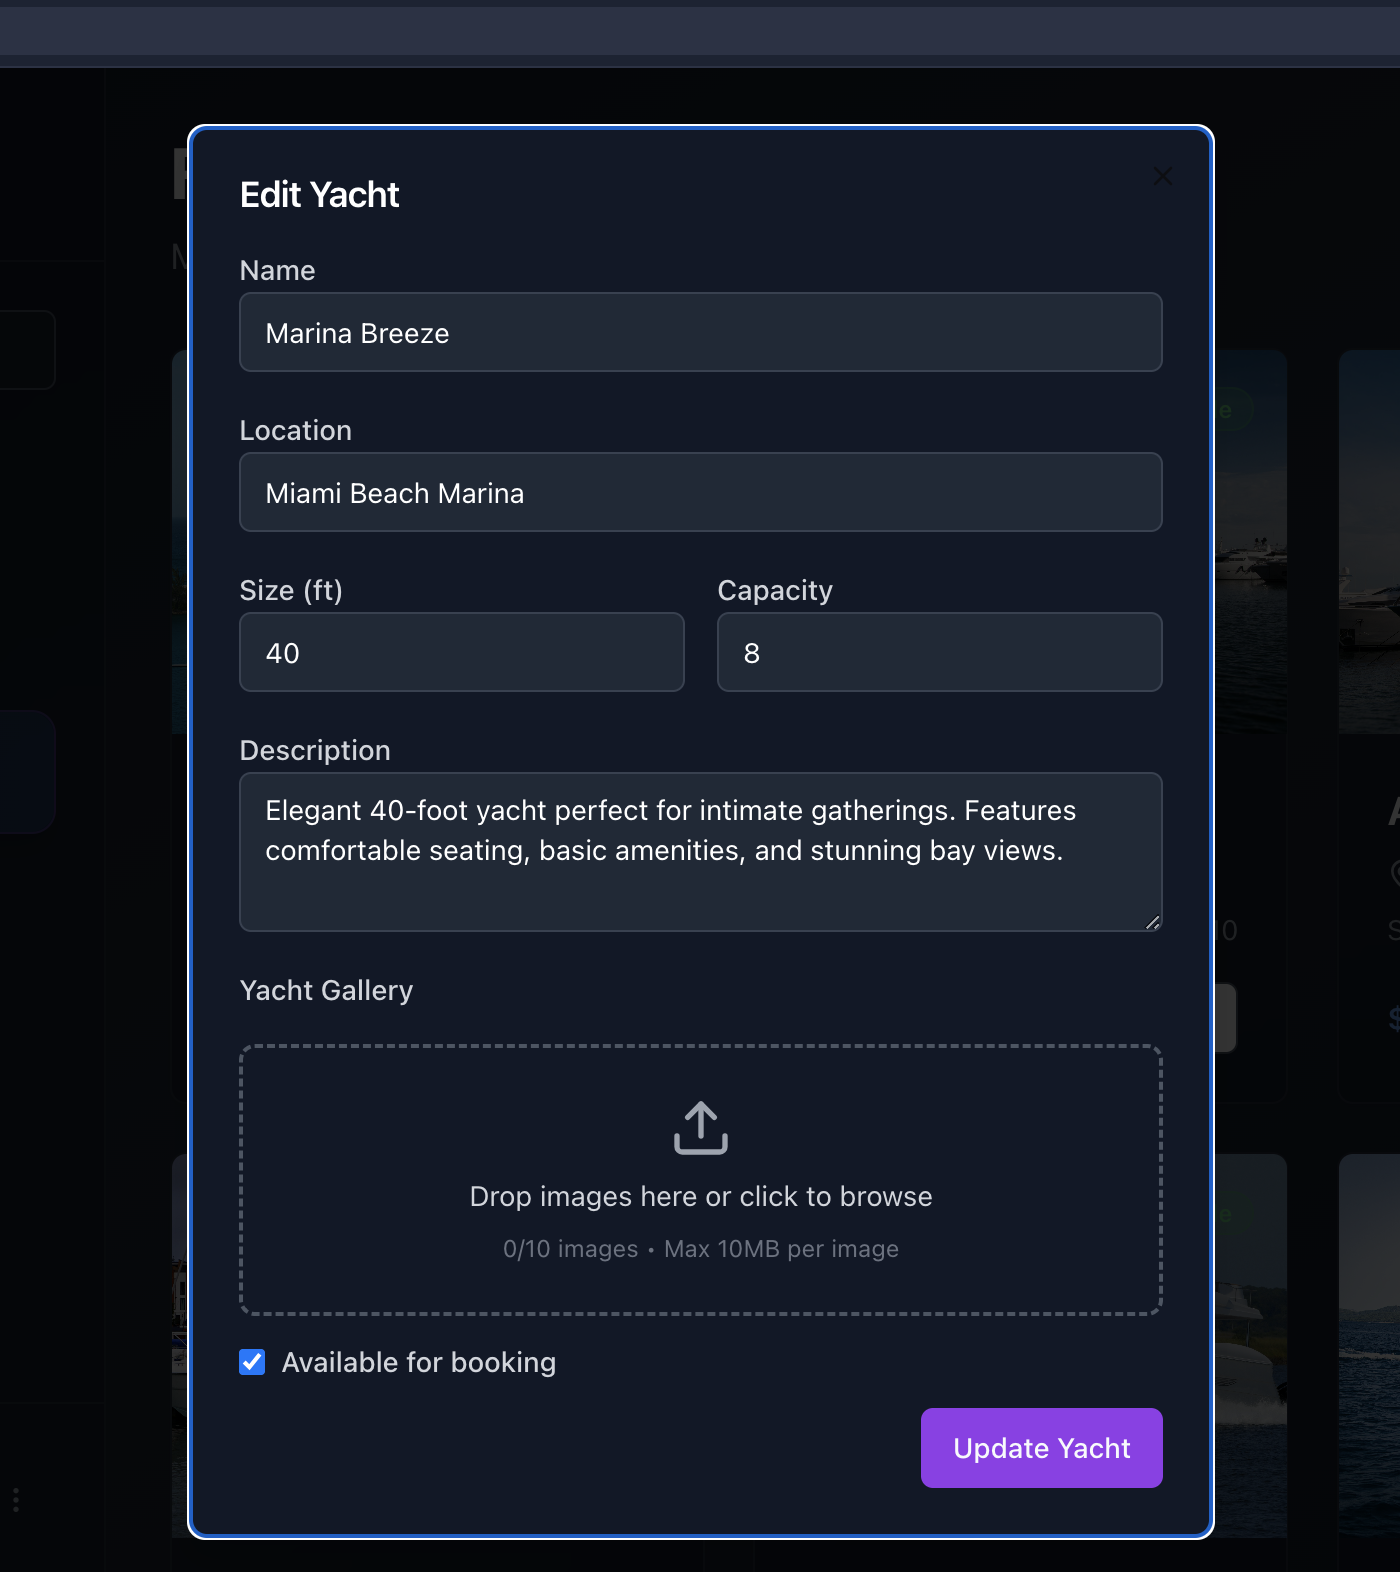 Edit Yacht
Name
Marina Breeze
Location
Miami Beach Marina
Size (ft)
Capacity
40
8
Description
Elegant 40-foot yacht perfect for intimate gatherings. Features
comfortable seating, basic amenities, and stunning bay views.
Yacht Gallery
Drop images here or click to browse
0/10 images • Max 10MB per image
Available for booking
Update Yacht